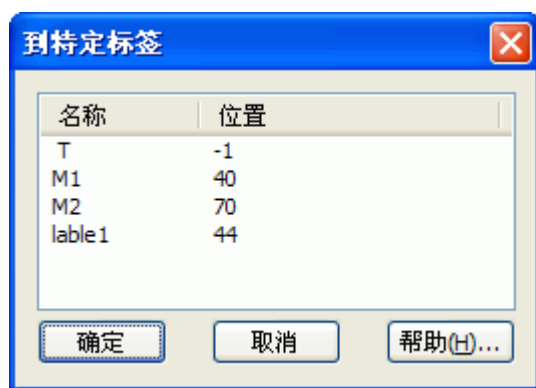 到特定标签
名称 位置
T -1
M1 40
M2 70
lable1 44
确定 取消 帮助(H)...